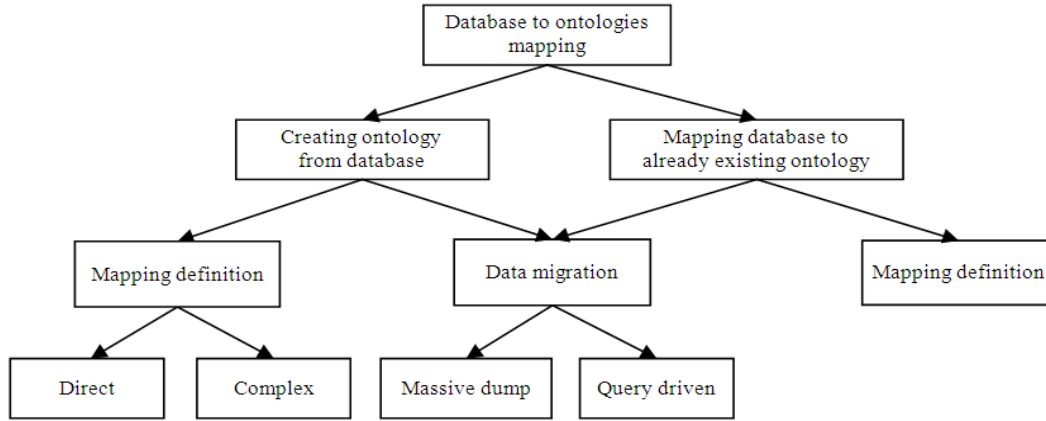 Database to ontologies
mapping
Creating ontology
from database
Mapping database to
already existing ontology
Mapping definition
Data migration
Mapping definition
Direct
Complex
Massive dump
Query driven